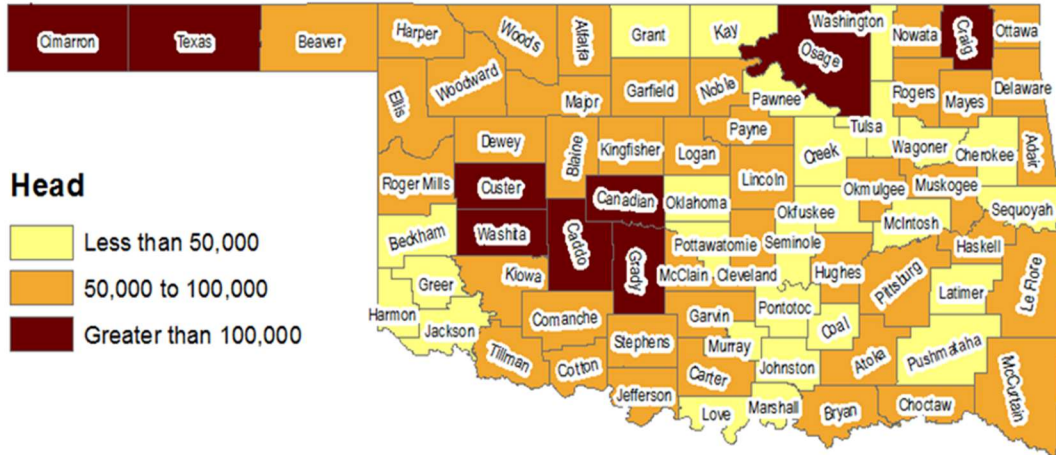 Cimarron
Texas
Beaver
Harper
Woods
Alfalfa
Grant
Kay
Washington
Osage
Nowata
Craig
Ottawa
Ellis
Woodward
Major
Garfield
Noble
Pawnee
Rogers
Mayes
Delaware
Dewey
Blaine
Kingfisher
Logan
Payne
Tulsa
Creek
Wagoner
Cherokee
Adair
Roger Mills
Custer
Canadian
Oklahoma
Lincoln
Okmulgee
Muskogee
Sequoyah
Head
Less than 50,000
50,000 to 100,000
Greater than 100,000
Beckham
Washita
Caddo
Grady
Pottawatomie
Seminole
Okfuskee
McIntosh
Haskell
Le Flore
Greer
Kiowa
McClain
Cleveland
Hughes
Pittsburg
Latimer
Harmon
Jackson
Comanche
Garvin
Pontotoc
Coal
Pushmataha
McCurtain
Tillman
Cotton
Stephens
Murray
Johnston
Atoka
Jefferson
Carter
Love
Marshall
Bryan
Choctaw